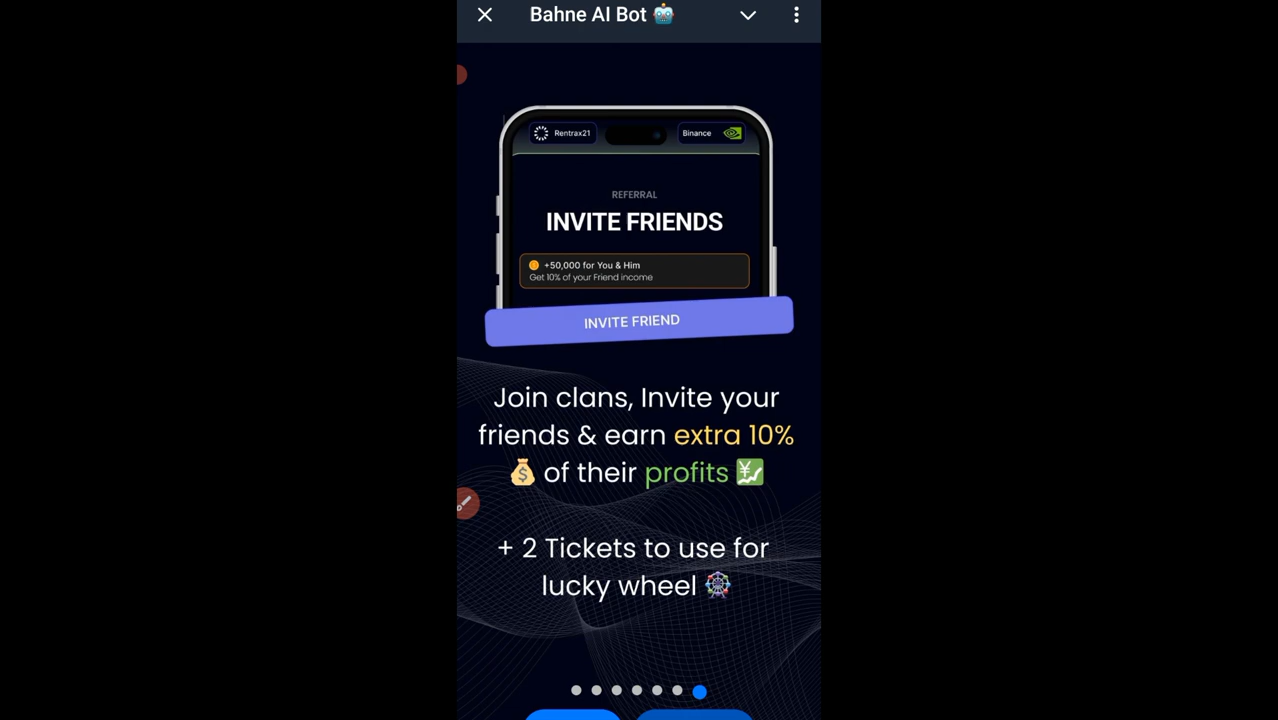 Bahne AI Bot 🤖
Rentrax21
Binance
REFERRAL
INVITE FRIENDS
+50,000 for You & Him
Get 10% of your Friend income
INVITE FRIEND
Join clans, Invite your
friends & earn extra 10%
💰 of their profits 💹
+ 2 Tickets to use for
lucky wheel 🎡